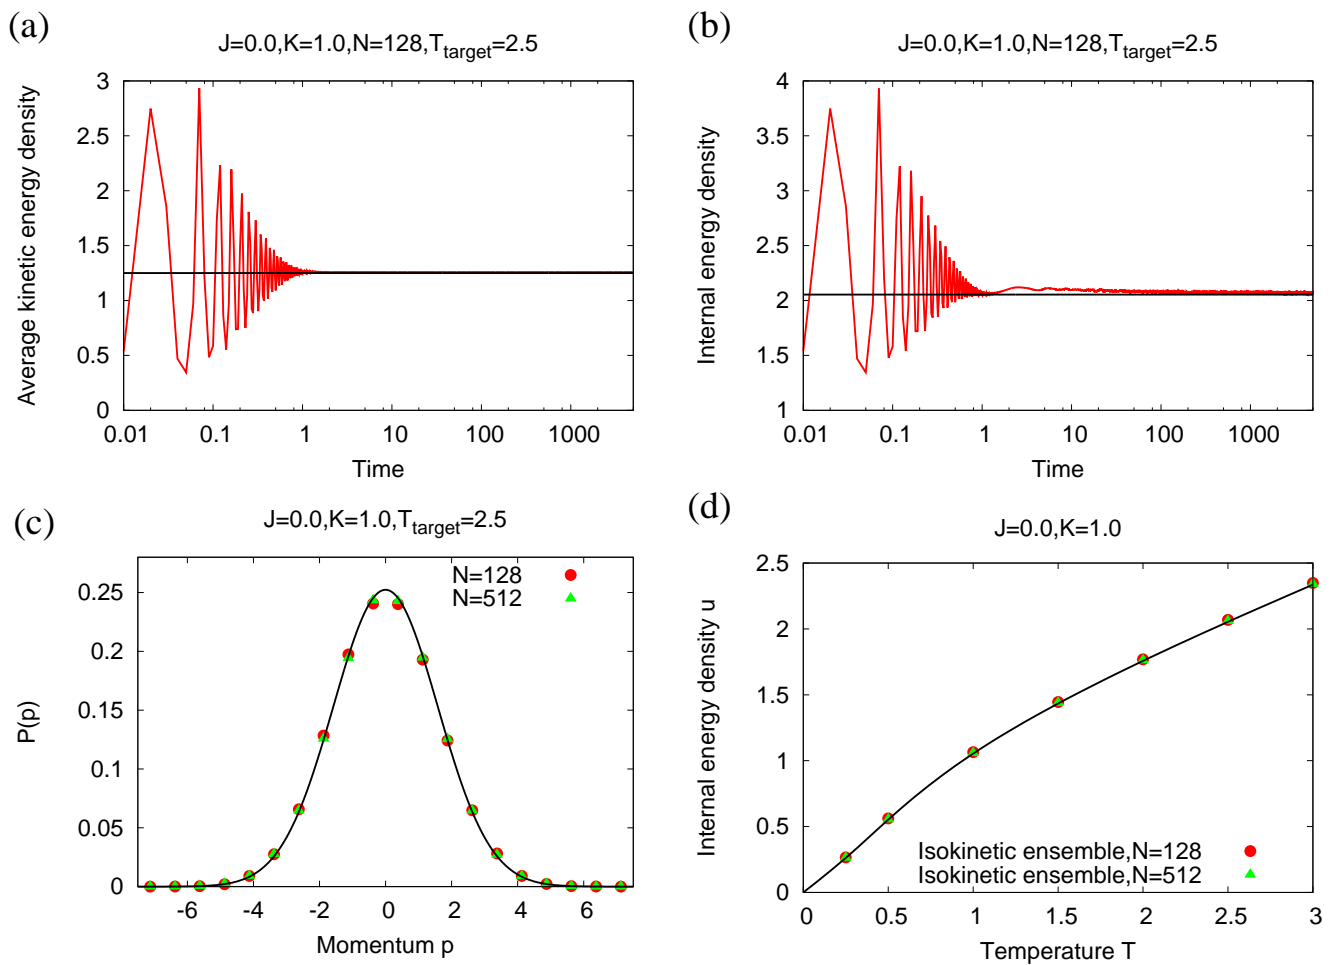 (a)
J=0.0,K=1.0,N=128,T_target=2.5
Average kinetic energy density
3
2.5
2
1.5
1
0.5
0
0.01 0.1 1 10 100 1000
Time
(b)
J=0.0,K=1.0,N=128,T_target=2.5
Internal energy density
4
3.5
3
2.5
2
1.5
1
0.01 0.1 1 10 100 1000
Time
(c)
J=0.0,K=1.0,T_target=2.5
N=128
N=512
P(p)
0.25
0.2
0.15
0.1
0.05
0
-6 -4 -2 0 2 4 6
Momentum p
(d)
J=0.0,K=1.0
Internal energy density u
2.5
2
1.5
1
0.5
0
Isokinetic ensemble,N=128
Isokinetic ensemble,N=512
0 0.5 1 1.5 2 2.5 3
Temperature T